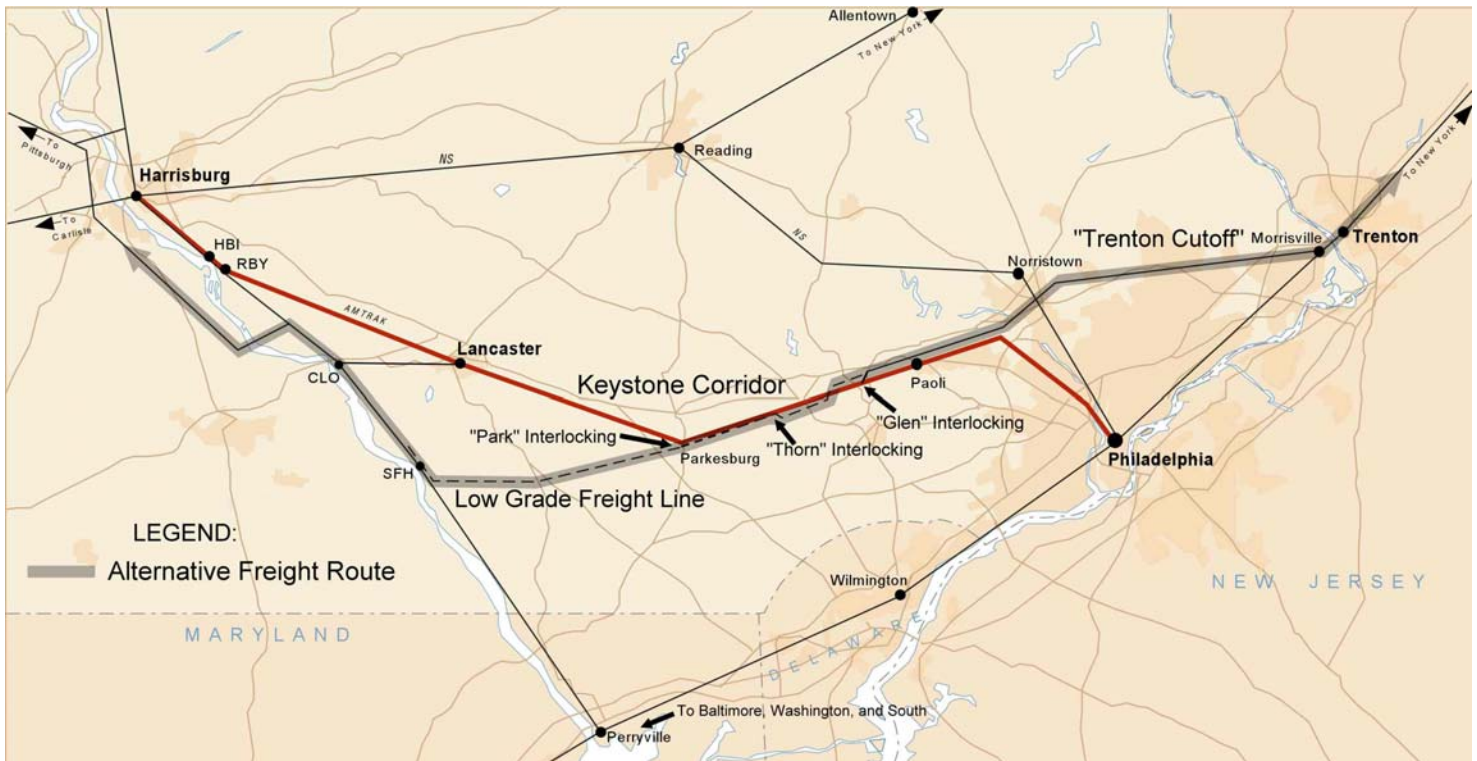 Allentown
To New York
To
Pittsburgh
Harrisburg
NS
Reading
To
Carlisle
HBI
RBY
NS
Norristown
"Trenton Cutoff"
Morrisville
Trenton
To New York
AMTRAK
Lancaster
CLO
Keystone Corridor
Paoli
"Glen" Interlocking
"Park" Interlocking
Parkesburg
"Thorn" Interlocking
Philadelphia
SFH
Low Grade Freight Line
LEGEND:
Alternative Freight Route
Wilmington
NEW JERSEY
MARYLAND
DELAWARE
To Baltimore, Washington, and South
Perryville